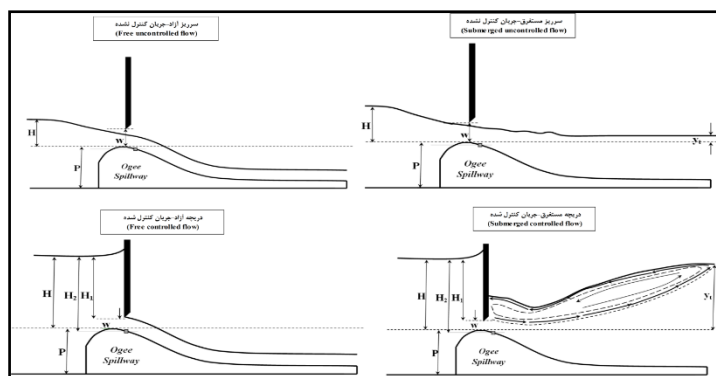 سرریز آزاد-جریان کنترل نشده
(Free uncontrolled flow)
H
w
P
Ogee
Spillway
سرریز مستغرق-جریان کنترل نشده
(Submerged uncontrolled flow)
H
w
yt
P
Ogee
Spillway
دریچه آزاد-جریان کنترل شده
(Free controlled flow)
H
H2
H1
w
P
Ogee
Spillway
دریچه مستغرق-جریان کنترل شده
(Submerged controlled flow)
H
H2
H1
w
yt
P
Ogee
Spillway